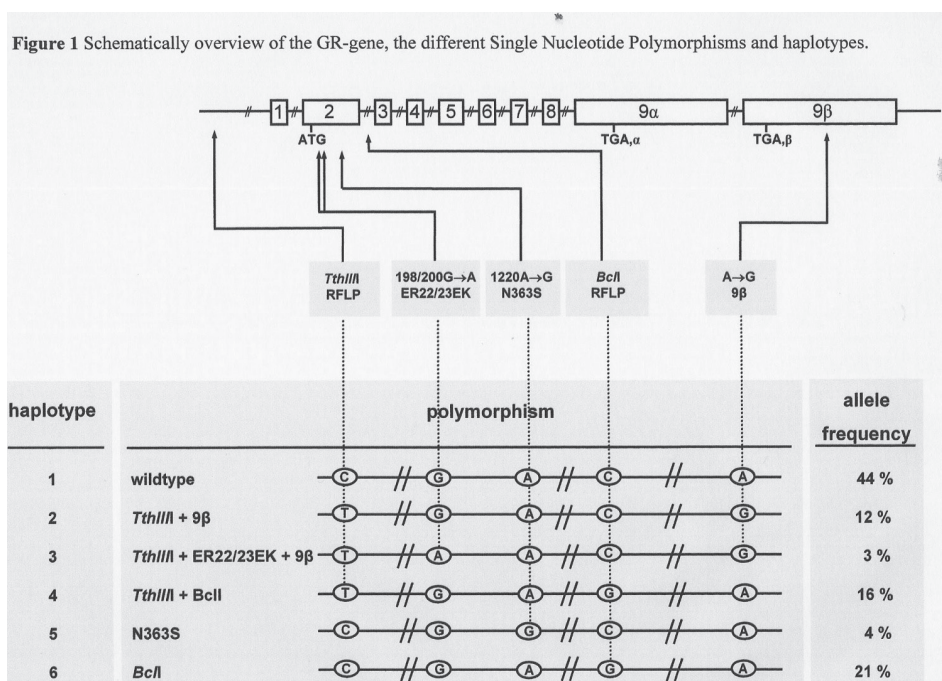 Figure 1 Schematically overview of the GR-gene, the different Single Nucleotide Polymorphisms and haplotypes.
1 2 3 4 5 6 7 8 9α 9β
ATG TGA,α TGA,β
TthIIII 198/200G→A 1220A→G BclI A→G
RFLP ER22/23EK N363S RFLP 9β
haplotype polymorphism allele
frequency
1 wildtype C G A C A 44 %
2 TthIIII + 9β T G A C G 12 %
3 TthIIII + ER22/23EK + 9β T A A C G 3 %
4 TthIIII + BclI T G A G A 16 %
5 N363S C G G C A 4 %
6 BclI C G A G A 21 %